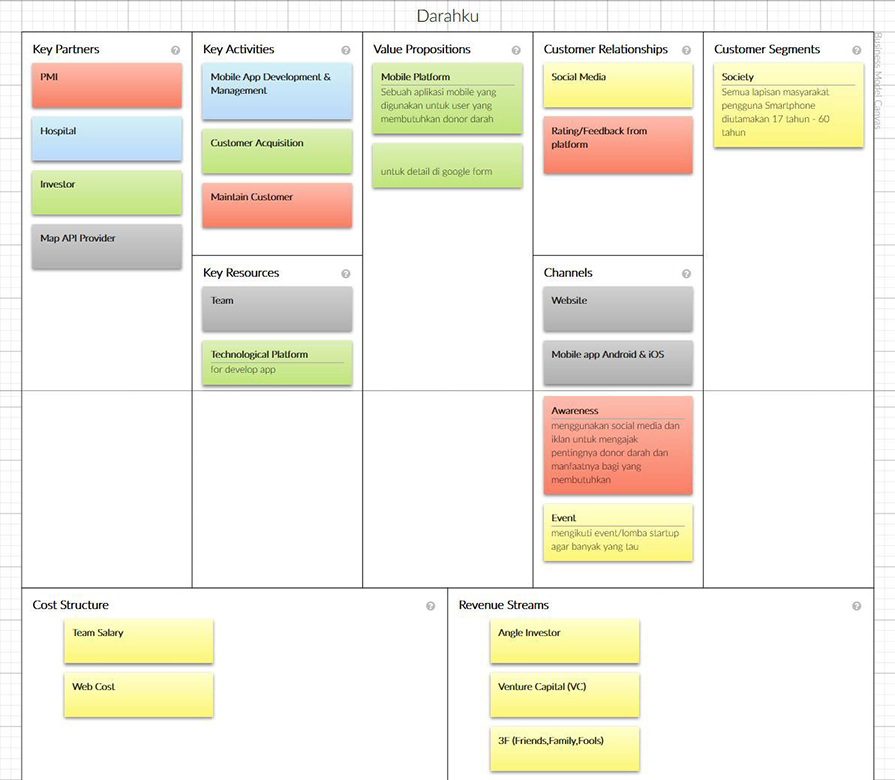 Darahku
Key Partners
PMI
Hospital
Investor
Map API Provider
Key Activities
Mobile App Development &
Management
Customer Acquisition
Maintain Customer
Key Resources
Team
Technological Platform
for develop app
Value Propositions
Mobile Platform
Sebuah aplikasi mobile yang
digunakan untuk user yang
membutuhkan donor darah
untuk detail di google form
Customer Relationships
Social Media
Rating/Feedback from
platform
Channels
Website
Mobile app Android & iOS
Awareness
menggunakan social media dan
iklan untuk mengajak
pentingnya donor darah dan
manfaatnya bagi yang
membutuhkan
Event
mengikuti event/lomba startup
agar banyak yang tau
Customer Segments
Society
Semua lapisan masyarakat
pengguna Smartphone
diutamakan 17 tahun - 60
tahun
Business Model Canvas
Cost Structure
Team Salary
Web Cost
Revenue Streams
Angle Investor
Venture Capital (VC)
3F (Friends,Family,Fools)